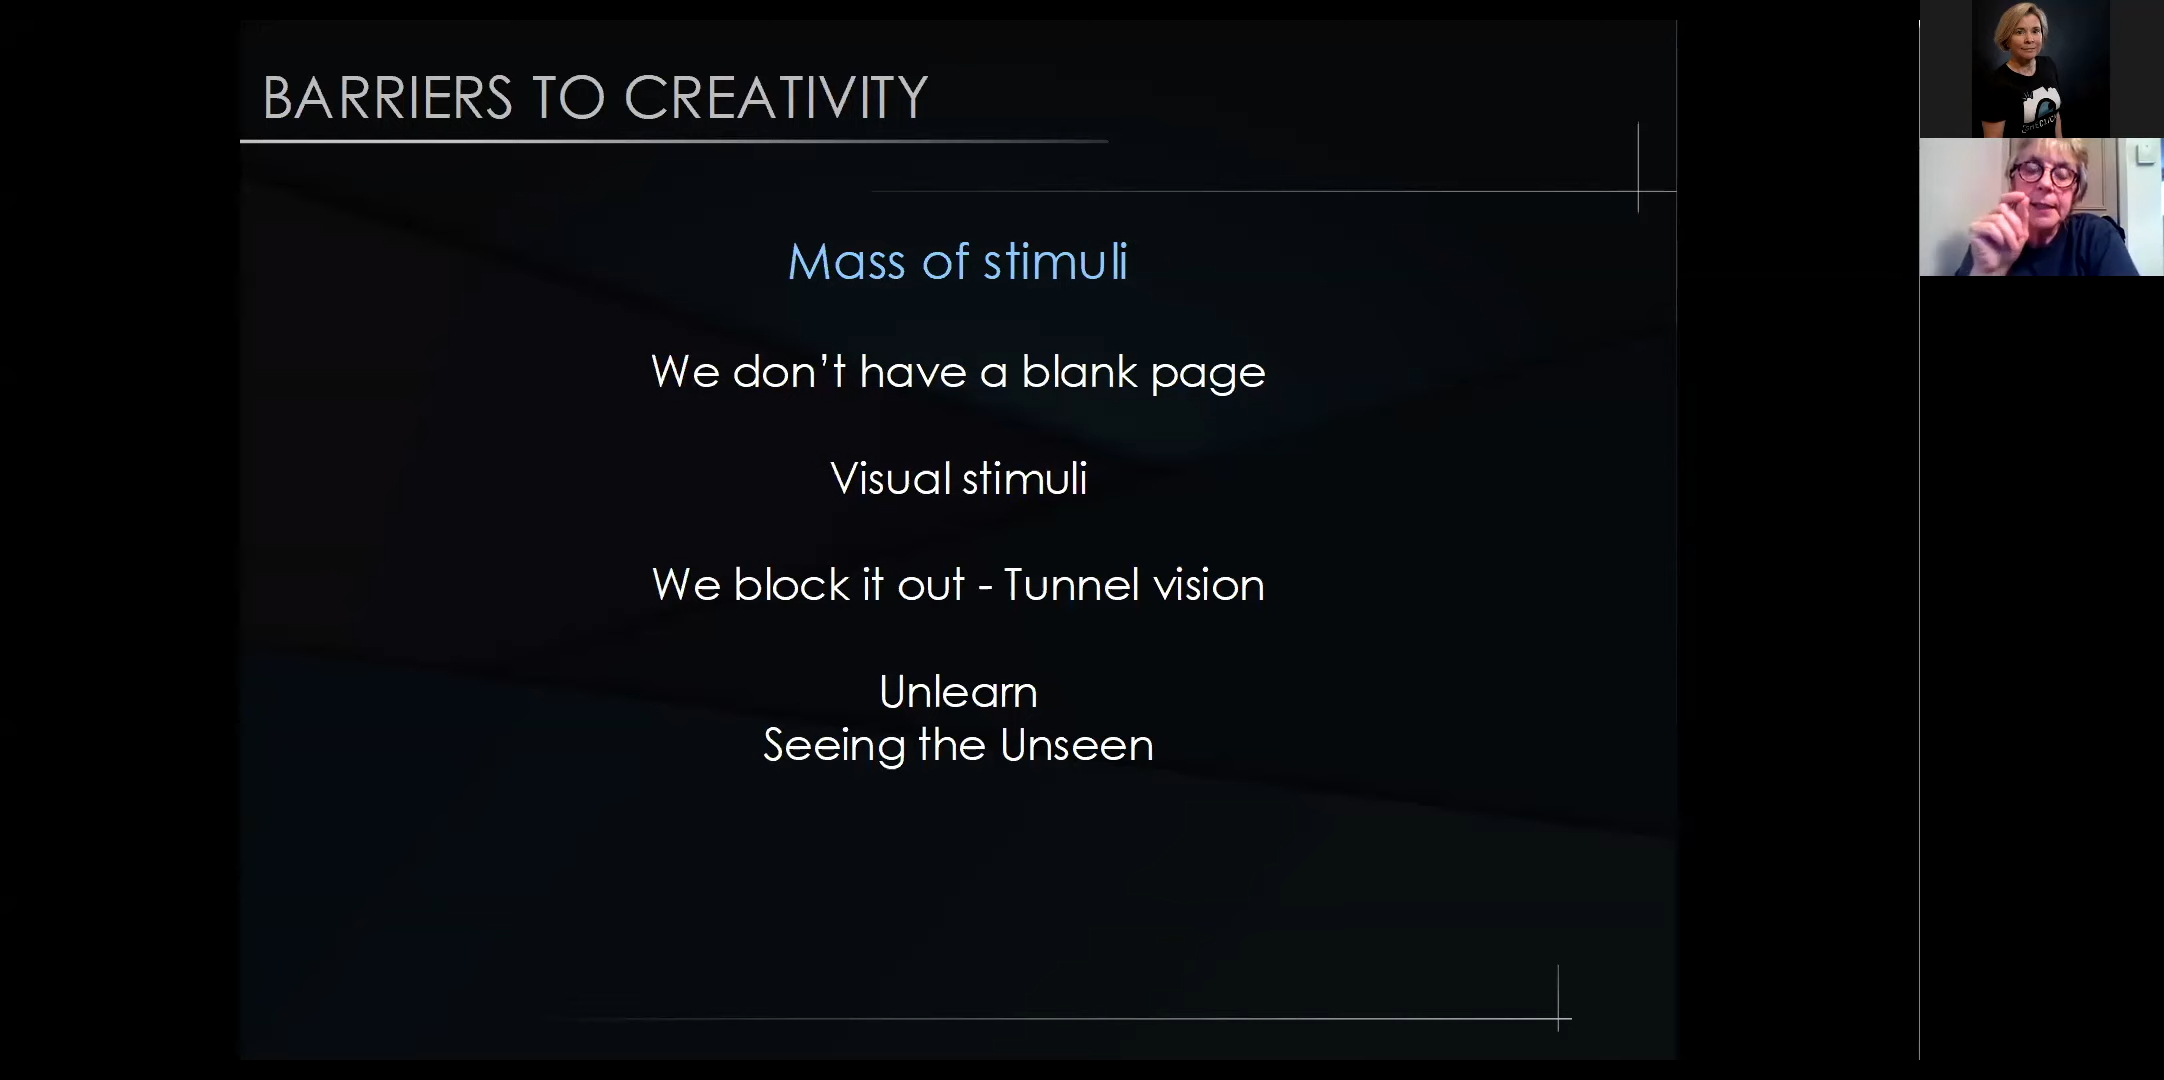 BARRIERS TO CREATIVITY
Mass of stimuli
We don’t have a blank page
Visual stimuli
We block it out - Tunnel vision
Unlearn
Seeing the Unseen